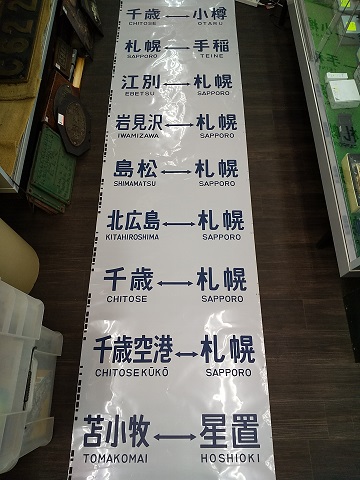 千歳⟷小樽
CHITOSE OTARU
札幌⟷手稲
SAPPORO TEINE
江別⟷札幌
EBETSU SAPPORO
岩見沢⟷札幌
IWAMIZAWA SAPPORO
島松⟷札幌
SHIMAMATSU SAPPORO
北広島⟷札幌
KITAHIROSHIMA SAPPORO
千歳⟷札幌
CHITOSE SAPPORO
千歳空港⟷札幌
CHITOSEKŪKŌ SAPPORO
苫小牧⟷星置
TOMAKOMAI HOSHIOKI